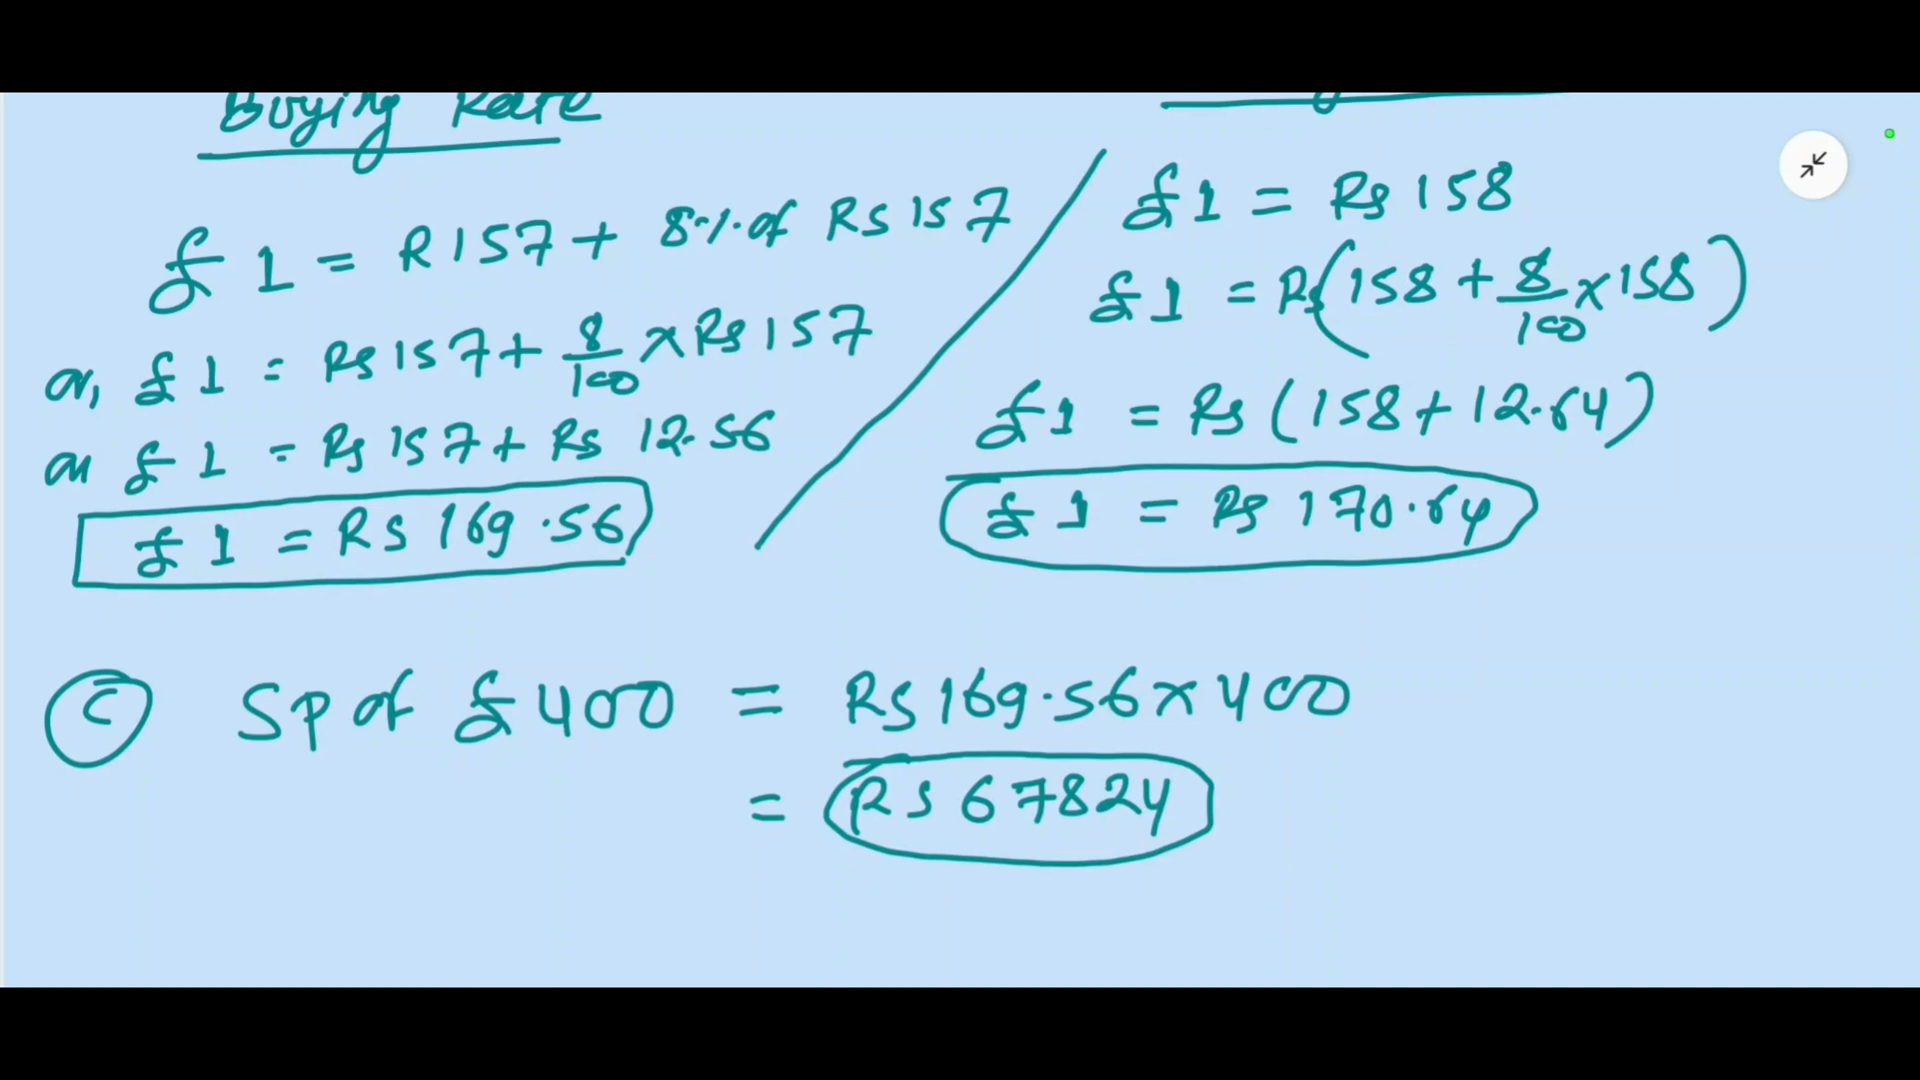 Buying Rate
£ 1 = R 157 + 8% of Rs 157
or, £ 1 = Rs 157 + 8/100 × Rs 157
or £ 1 = Rs 157 + Rs 12.56
£ 1 = Rs 169.56
£ 1 = Rs 158
£ 1 = Rs (158 + 8/100 × 158)
£ 1 = Rs (158 + 12.64)
£ 1 = Rs 170.64
C Sp of £ 400 = Rs 169.56 × 400
= Rs 67824